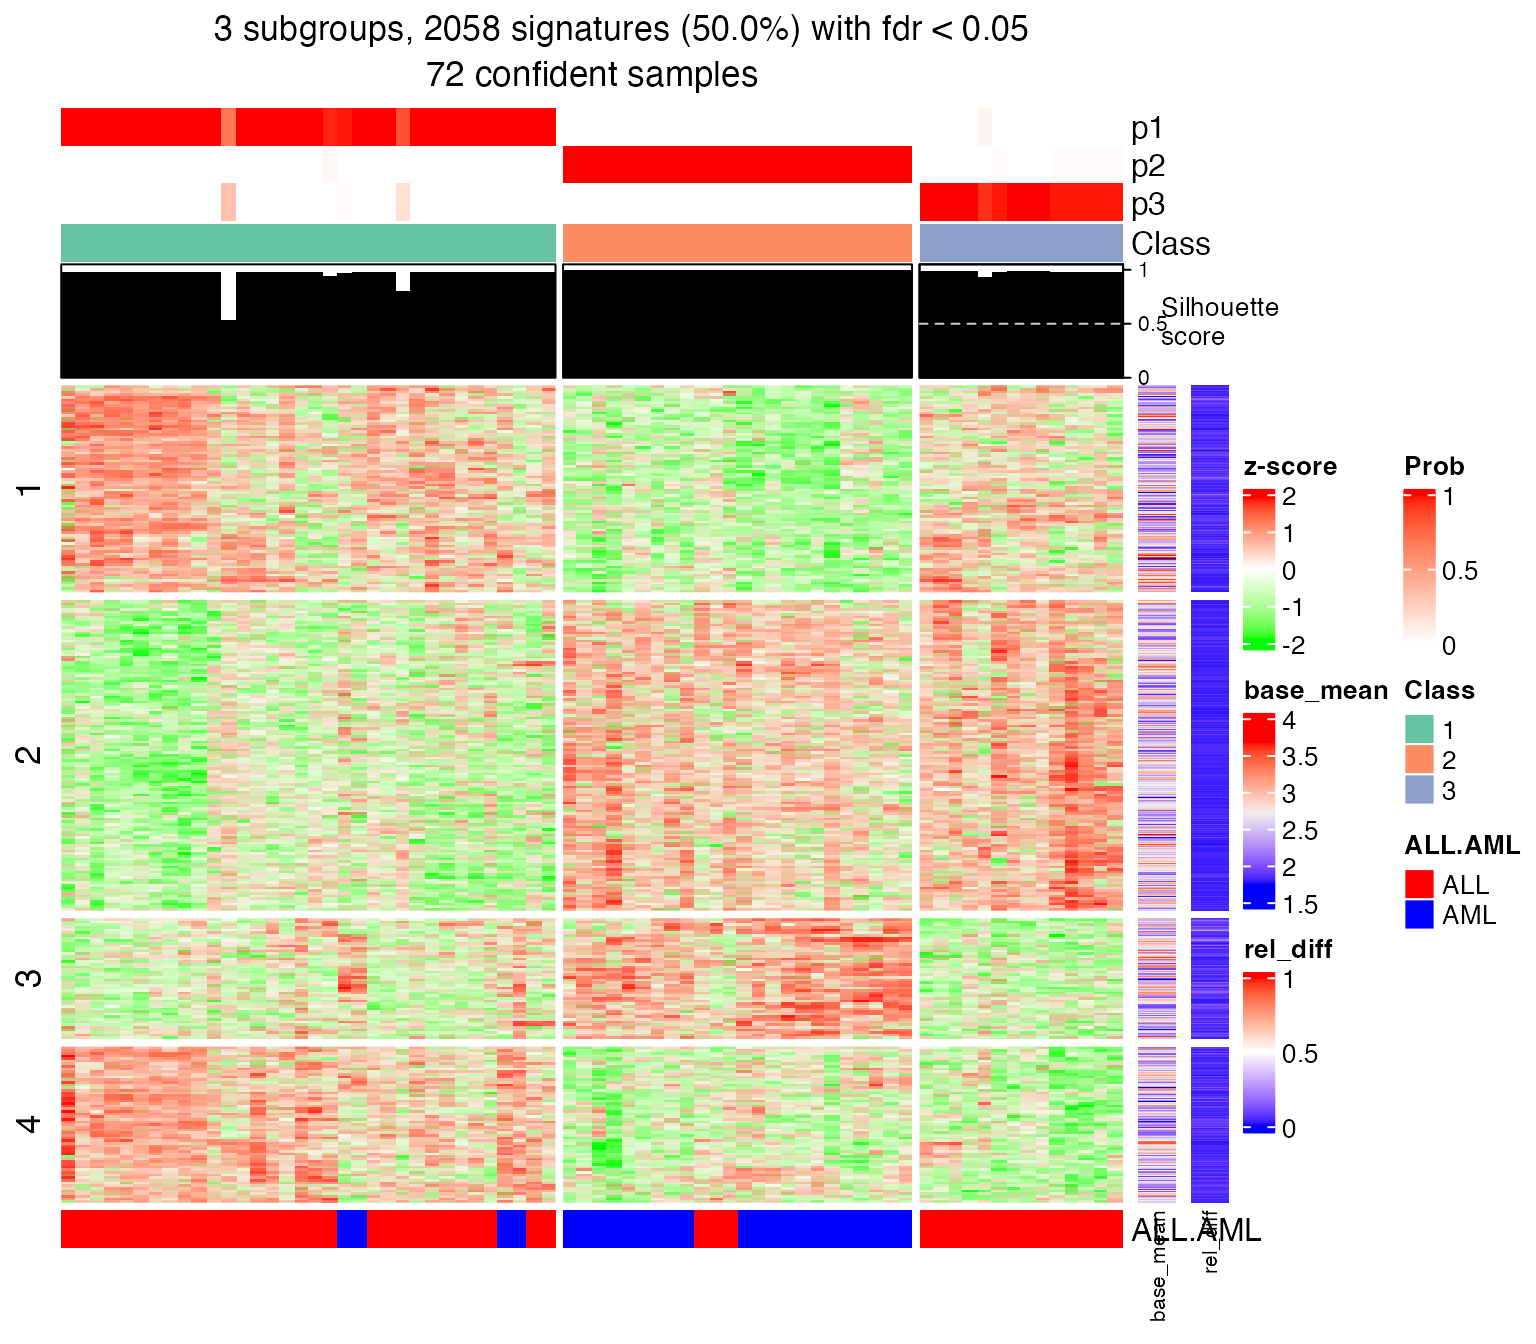 3 subgroups, 2058 signatures (50.0%) with fdr < 0.05
72 confident samples
p1
p2
p3
Class
1
0.5
0
Silhouette
score
1
2
3
4
z-score
2
1
0
-1
-2
base_mean
4
3.5
3
2.5
2
1.5
rel_diff
1
0.5
0
Prob
1
0.5
0
Class
1
2
3
ALL.AML
ALL
AML
ALL.AML
base_mean
rel_diff